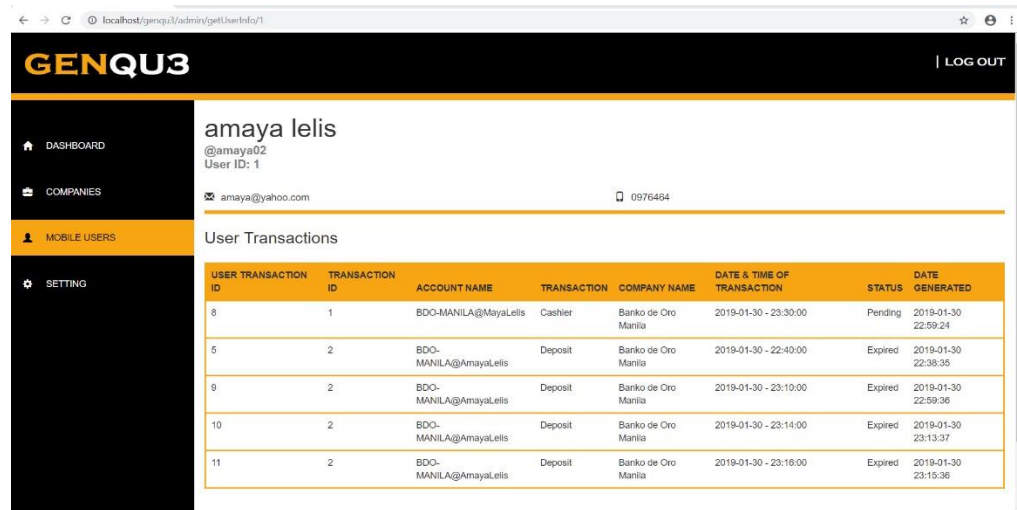 localhost/genqu3/admin/getUserInfo/1
GENQU3
| LOG OUT
DASHBOARD
COMPANIES
MOBILE USERS
SETTING
amaya lelis
@amaya02
User ID: 1
amaya@yahoo.com
0976464
User Transactions
USER TRANSACTION ID TRANSACTION ID ACCOUNT NAME TRANSACTION COMPANY NAME DATE & TIME OF TRANSACTION STATUS DATE GENERATED
8 1 BDO-MANILA@MayaLelis Cashier Banko de Oro Manila 2019-01-30 - 23:30:00 Pending 2019-01-30 22:59:24
5 2 BDO-MANILA@AmayaLelis Deposit Banko de Oro Manila 2019-01-30 - 22:40:00 Expired 2019-01-30 22:38:35
9 2 BDO-MANILA@AmayaLelis Deposit Banko de Oro Manila 2019-01-30 - 23:10:00 Expired 2019-01-30 22:59:36
10 2 BDO-MANILA@AmayaLelis Deposit Banko de Oro Manila 2019-01-30 - 23:14:00 Expired 2019-01-30 23:13:37
11 2 BDO-MANILA@AmayaLelis Deposit Banko de Oro Manila 2019-01-30 - 23:16:00 Expired 2019-01-30 23:15:36